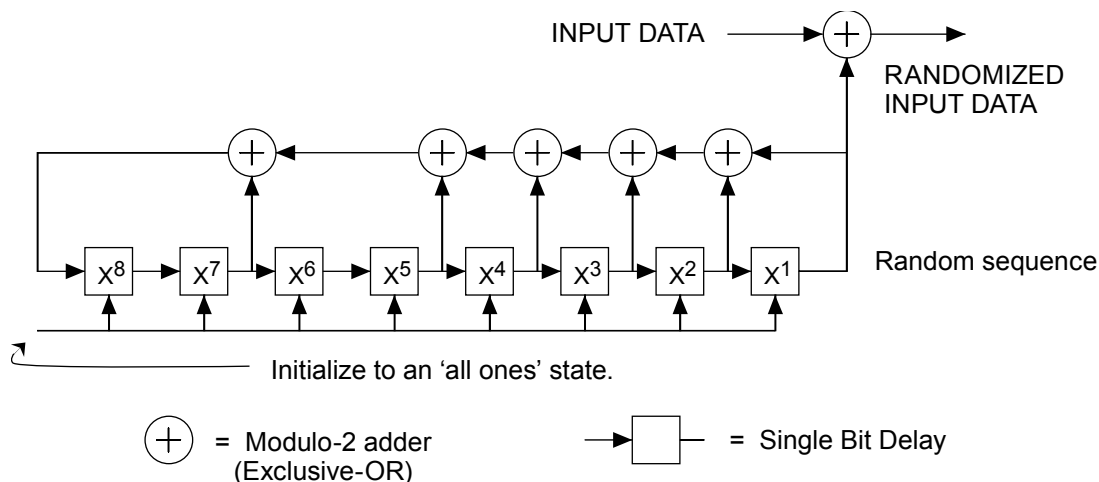 INPUT DATA
RANDOMIZED
INPUT DATA
X8 X7 X6 X5 X4 X3 X2 X1
Random sequence
Initialize to an ‘all ones’ state.
= Modulo-2 adder
(Exclusive-OR)
= Single Bit Delay